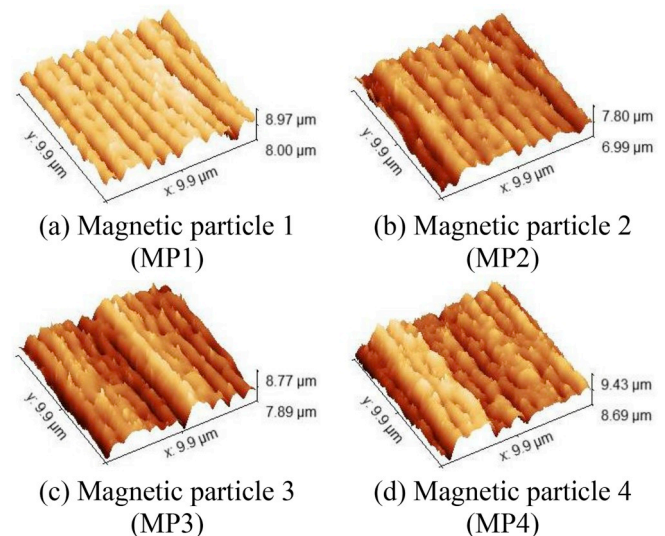 8.97 µm
8.00 µm
y: 9.9 µm
x: 9.9 µm
(a) Magnetic particle 1
(MP1)
7.80 µm
6.99 µm
y: 9.9 µm
x: 9.9 µm
(b) Magnetic particle 2
(MP2)
8.77 µm
7.89 µm
y: 9.9 µm
x: 9.9 µm
(c) Magnetic particle 3
(MP3)
9.43 µm
8.69 µm
y: 9.9 µm
x: 9.9 µm
(d) Magnetic particle 4
(MP4)